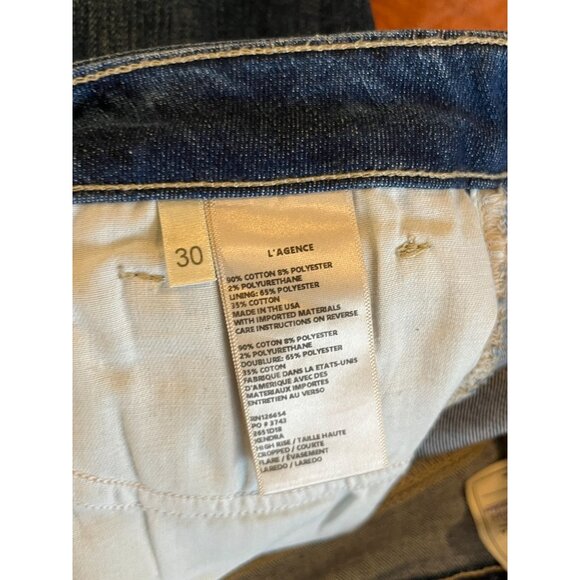 30
L'AGENCE
90% COTTON 8% POLYESTER
2% POLYURETHANE
LINING: 65% POLYESTER
35% COTTON
MADE IN THE USA
WITH IMPORTED MATERIALS
CARE INSTRUCTIONS ON REVERSE
90% COTON 8% POLYESTER
2% POLYURETHANE
DOUBLURE: 65% POLYESTER
35% COTON
FABRIQUE DANS LA ETATS-UNIS
D'AMERIQUE AVEC DES
MATERIAUX IMPORTES
ENTRETIEN AU VERSO
RN126654
PO # 3743
2651D18
KENDRA
HIGH RISE / TAILLE HAUTE
CROPPED / COURTES
FLARE / ÉVASEMENT
LAREDO / LAREDO